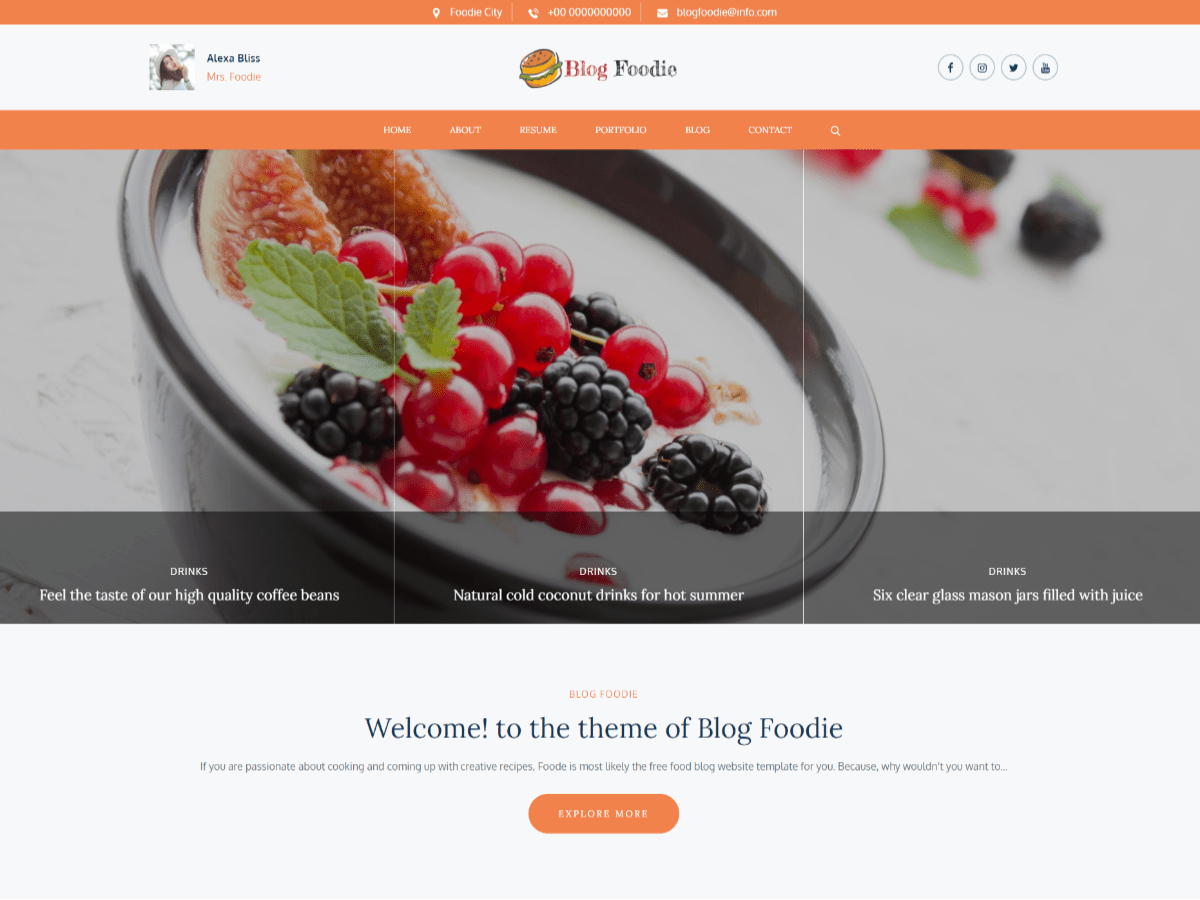 Foodie City
+00 0000000000
blogfoodie@info.com
Alexa Bliss
Mrs. Foodie
Blog Foodie
HOME
ABOUT
RESUME
PORTFOLIO
BLOG
CONTACT
DRINKS
Feel the taste of our high quality coffee beans
DRINKS
Natural cold coconut drinks for hot summer
DRINKS
Six clear glass mason jars filled with juice
BLOG FOODIE
Welcome! to the theme of Blog Foodie
If you are passionate about cooking and coming up with creative recipes, Foode is most likely the free food blog website template for you. Because, why wouldn't you want to...
EXPLORE MORE